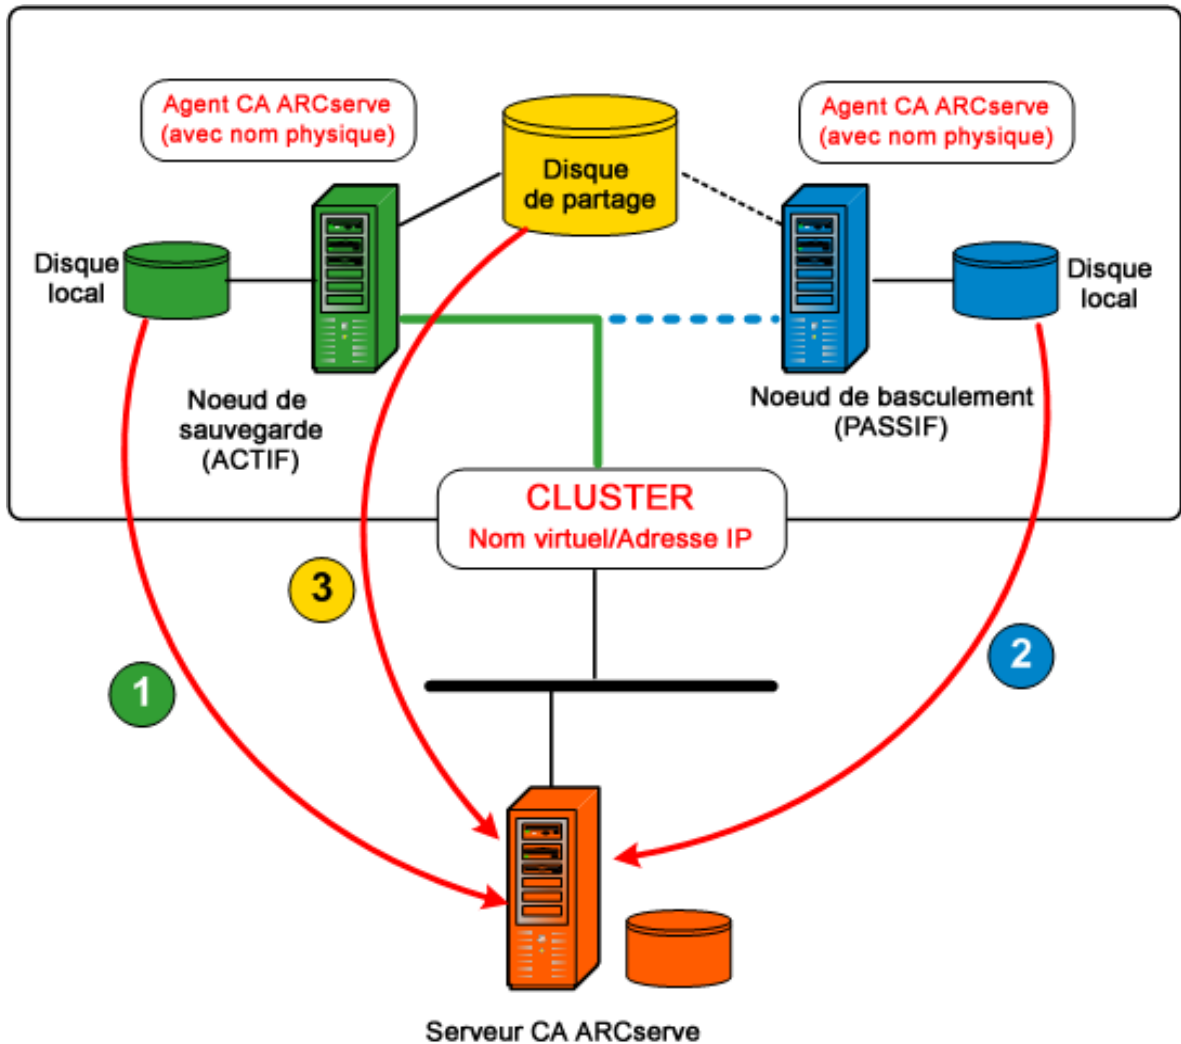 Agent CA ARCserve
(avec nom physique)
Agent CA ARCserve
(avec nom physique)
Disque
de partage
Disque
local
Disque
local
Noeud de
sauvegarde
(ACTIF)
Noeud de basculement
(PASSIF)
CLUSTER
Nom virtuel/Adresse IP
3
2
1
Serveur CA ARCserve